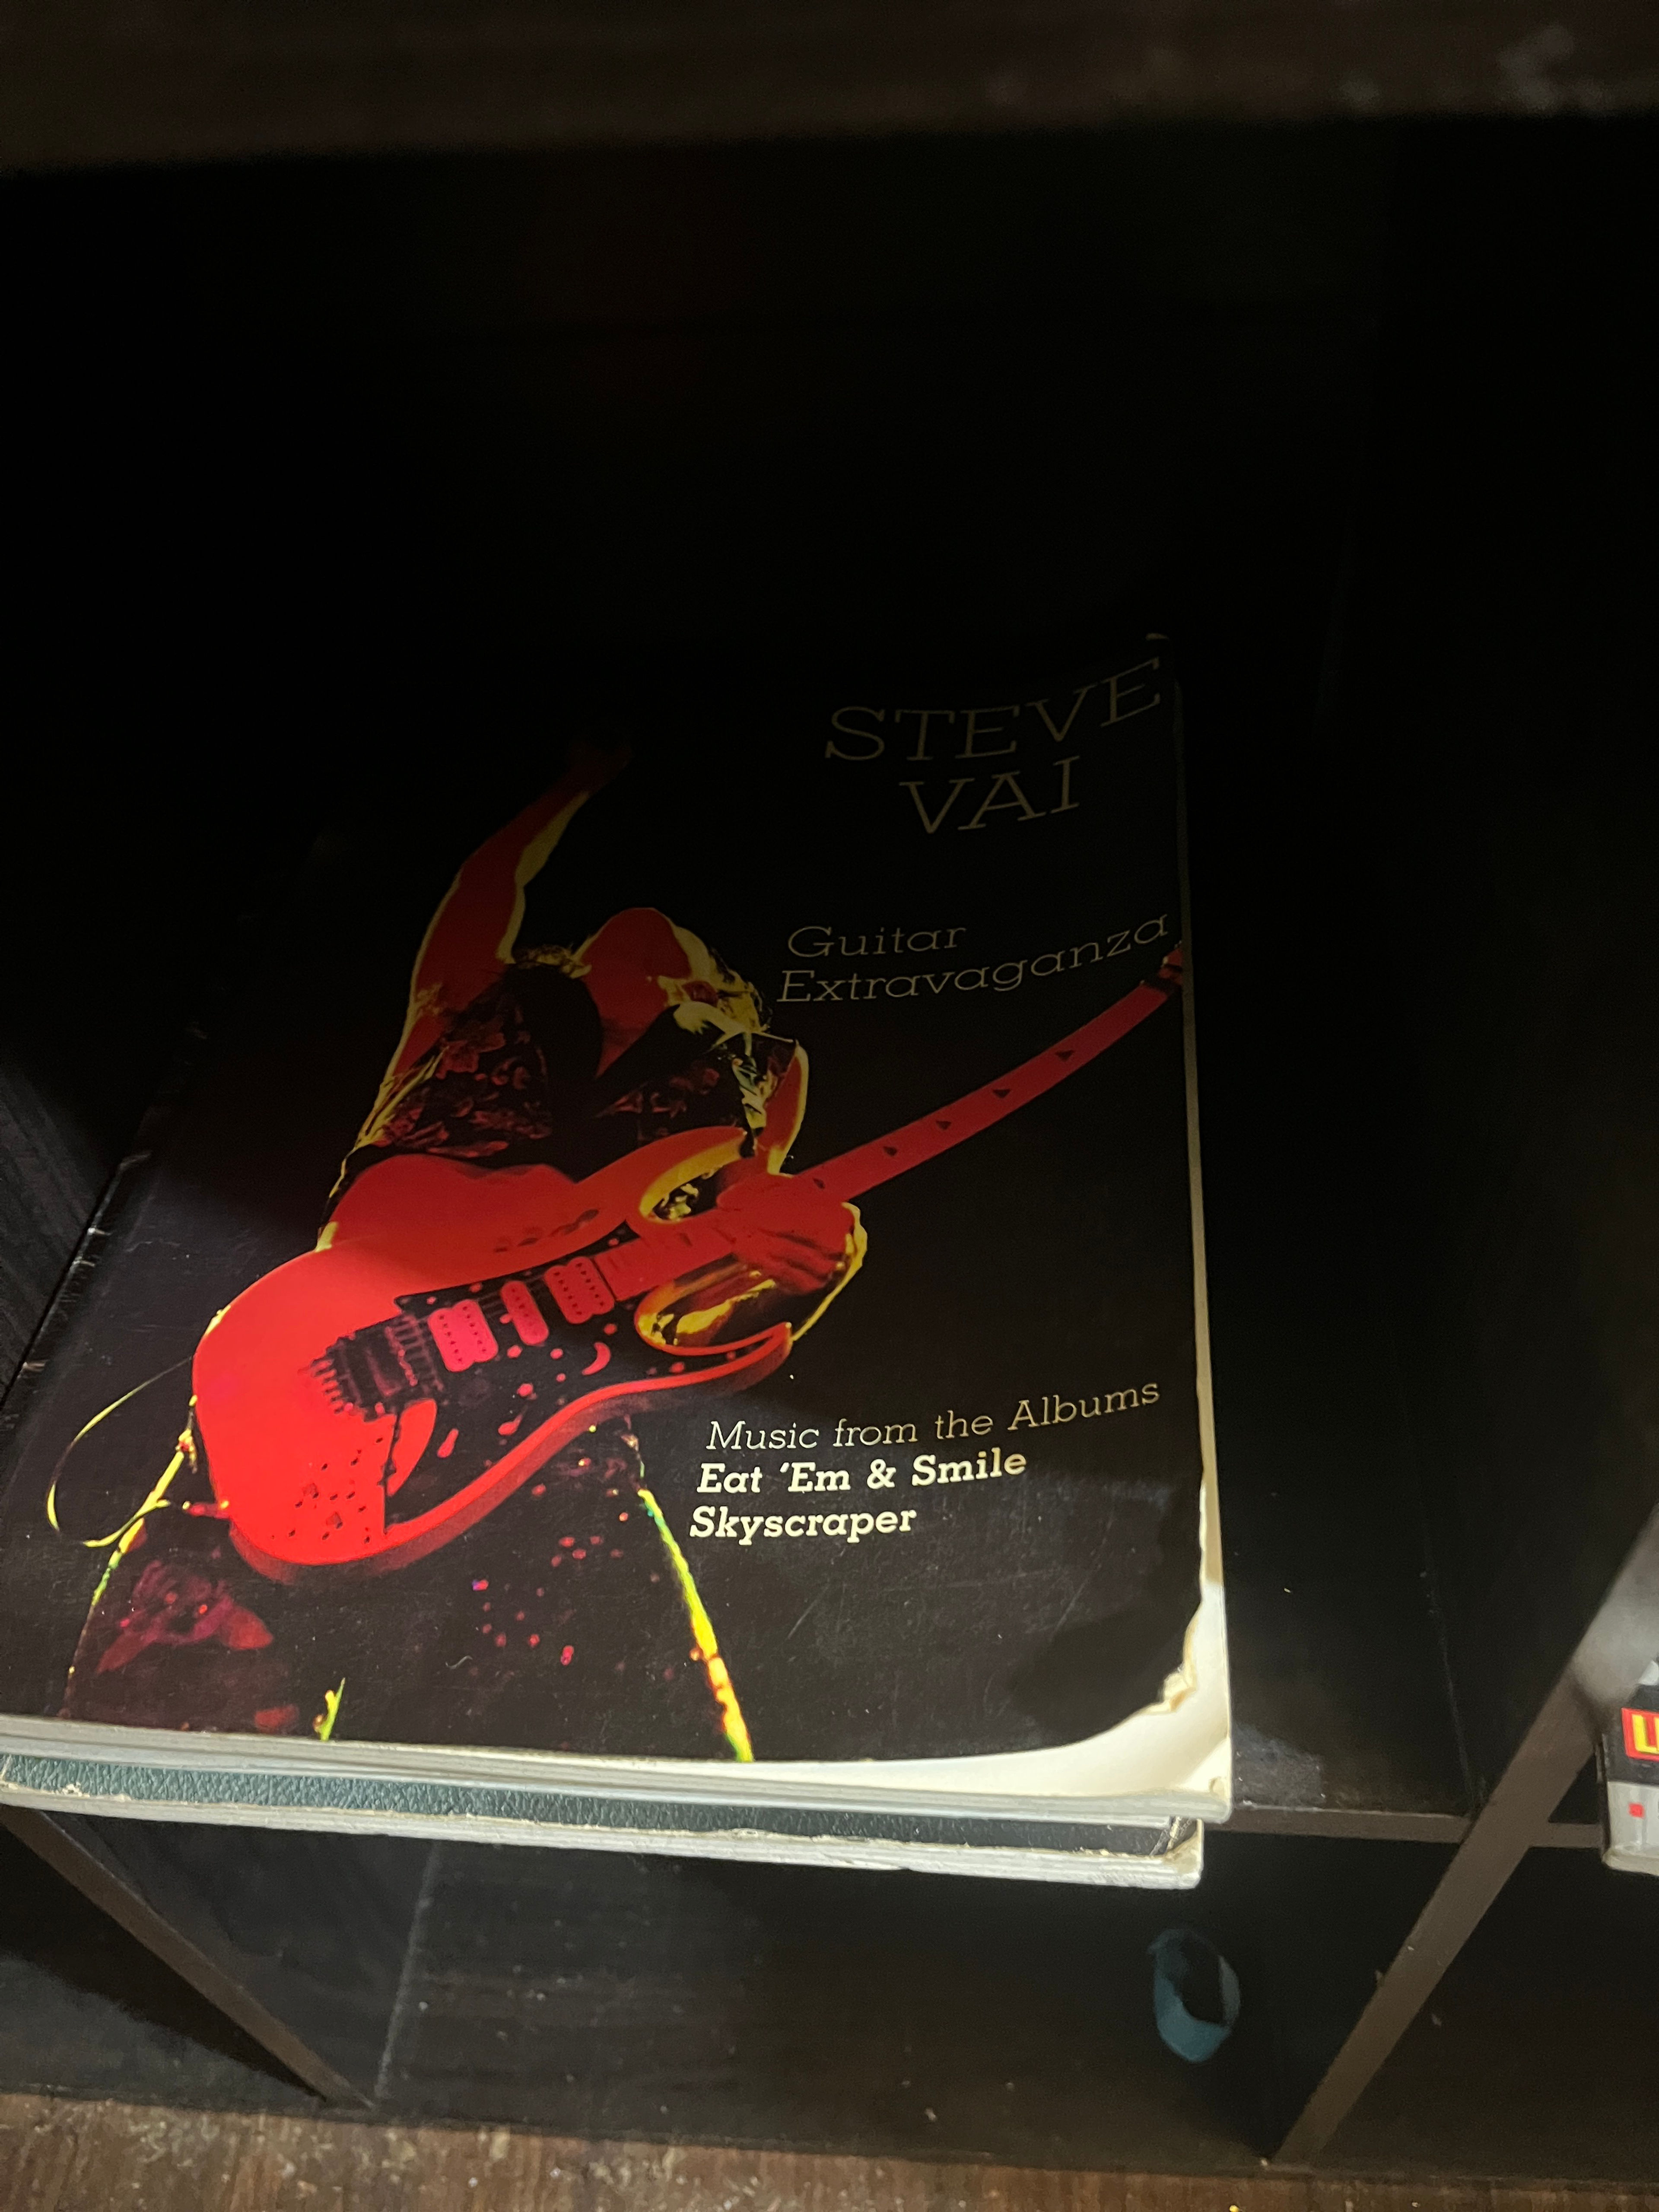 STEVE
VAI
Guitar
Extravaganza
Music from the Albums
Eat ‘Em & Smile
Skyscraper